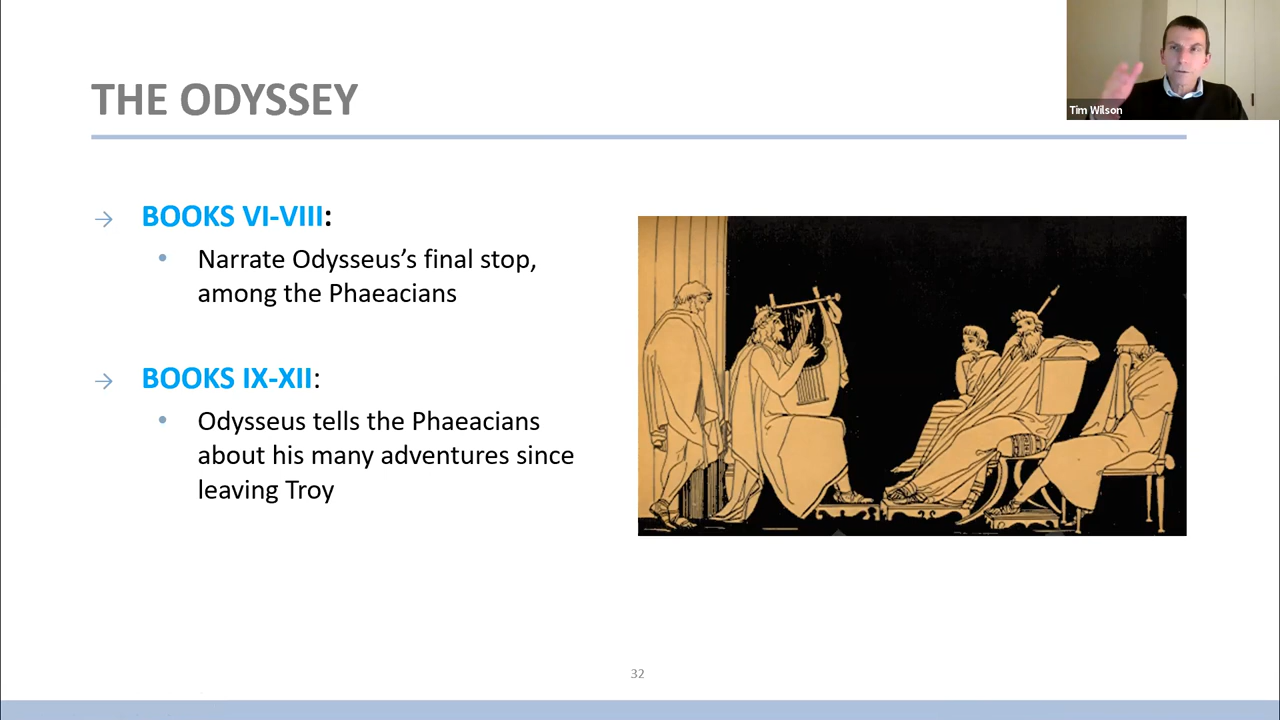 Tim Wilson
THE ODYSSEY
→ BOOKS VI-VIII:
• Narrate Odysseus’s final stop,
among the Phaeacians
→ BOOKS IX-XII:
• Odysseus tells the Phaeacians
about his many adventures since
leaving Troy
32